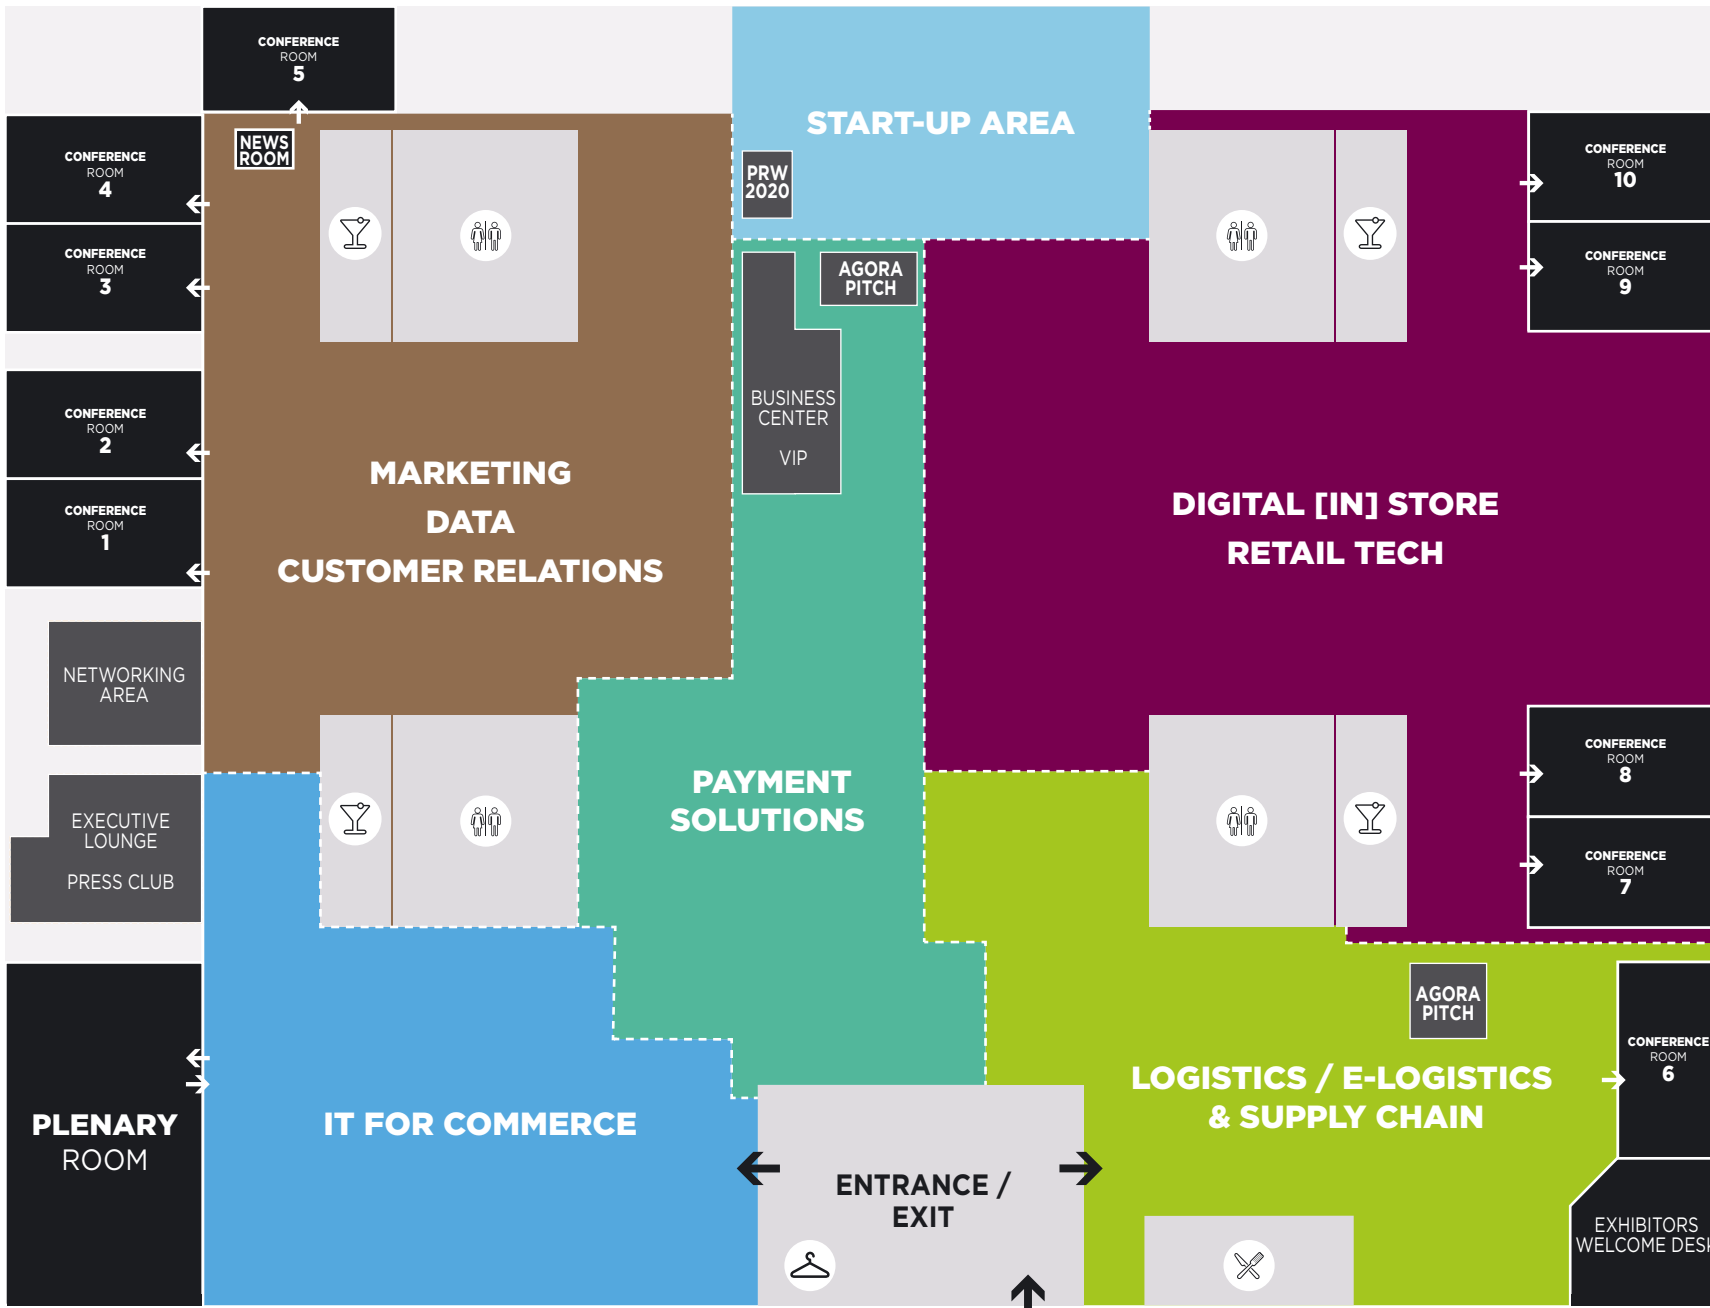 CONFERENCE
ROOM
5
START-UP AREA
NEWS
ROOM
CONFERENCE
ROOM
4
PRW
2020
CONFERENCE
ROOM
10
CONFERENCE
ROOM
3
AGORA
PITCH
CONFERENCE
ROOM
9
BUSINESS
CENTER
VIP
CONFERENCE
ROOM
2
MARKETING
DATA
CUSTOMER RELATIONS
DIGITAL [IN] STORE
RETAIL TECH
CONFERENCE
ROOM
1
NETWORKING
AREA
CONFERENCE
ROOM
8
PAYMENT
SOLUTIONS
EXECUTIVE
LOUNGE
PRESS CLUB
CONFERENCE
ROOM
7
AGORA
PITCH
CONFERENCE
ROOM
6
LOGISTICS / E-LOGISTICS
& SUPPLY CHAIN
PLENARY
ROOM
IT FOR COMMERCE
ENTRANCE /
EXIT
EXHIBITORS
WELCOME DESK